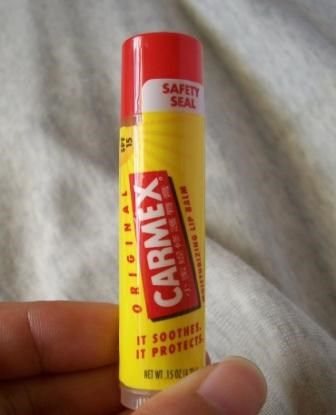 SAFETY
SEAL
SPF
15
ORIGINAL
CARMEX®
MOISTURIZING LIP BALM
IT SOOTHES.
IT PROTECTS.
NET WT .15 OZ